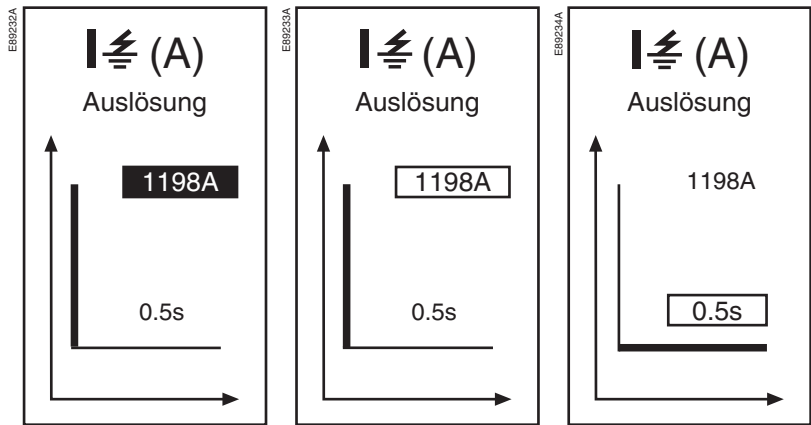 E89232A
I (A)
Auslösung
1198A
0.5s
E89233A
I (A)
Auslösung
1198A
0.5s
E89234A
I (A)
Auslösung
1198A
0.5s